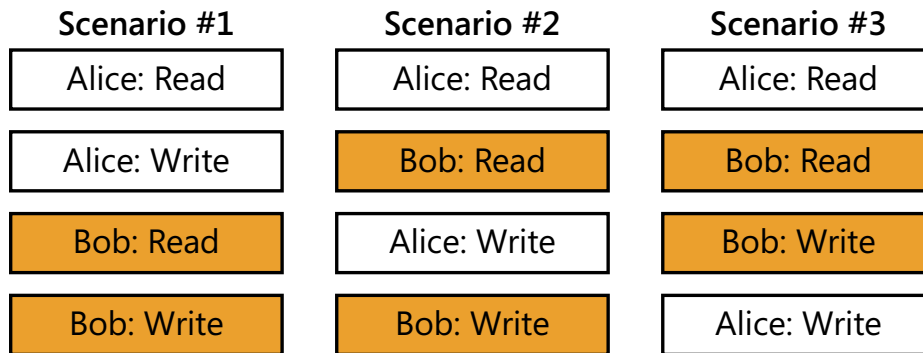 Scenario #1
Alice: Read
Alice: Write
Bob: Read
Bob: Write
Scenario #2
Alice: Read
Bob: Read
Alice: Write
Bob: Write
Scenario #3
Alice: Read
Bob: Read
Bob: Write
Alice: Write